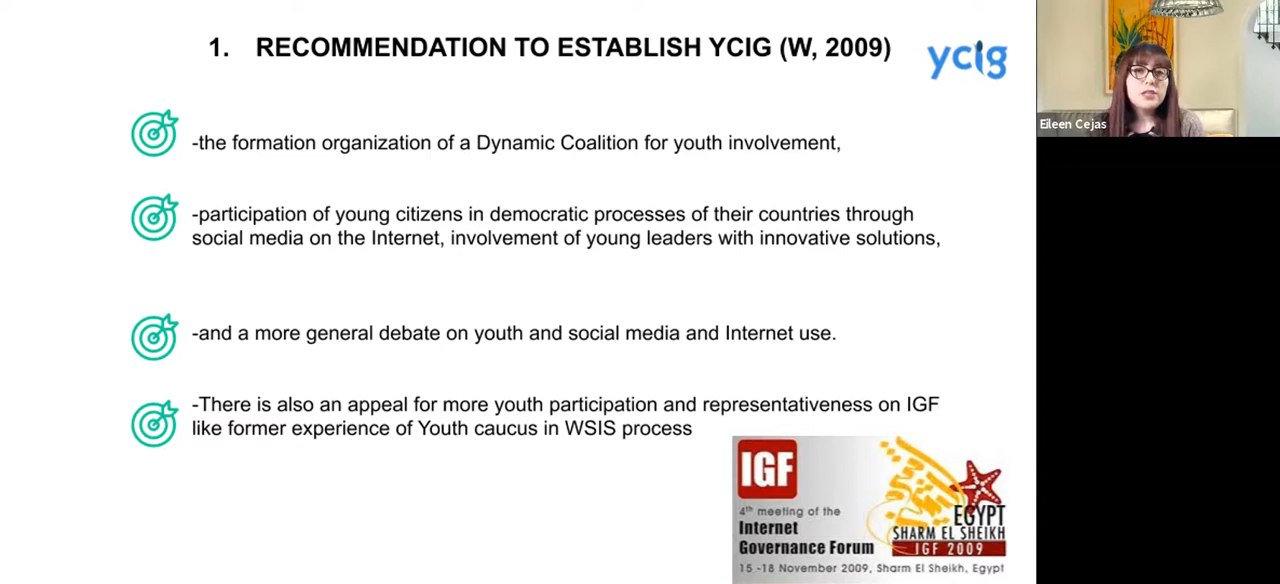 1. RECOMMENDATION TO ESTABLISH YCIG (W, 2009)
ycig
Eileen Cejas
-the formation organization of a Dynamic Coalition for youth involvement,
-participation of young citizens in democratic processes of their countries through
social media on the Internet, involvement of young leaders with innovative solutions,
-and a more general debate on youth and social media and Internet use.
-There is also an appeal for more youth participation and representativeness on IGF
like former experience of Youth caucus in WSIS process
IGF
4th meeting of the
Internet
Governance Forum
EGYPT
SHARM EL SHEIKH
IGF 2009
15 -18 November 2009, Sharm El Sheikh, Egypt